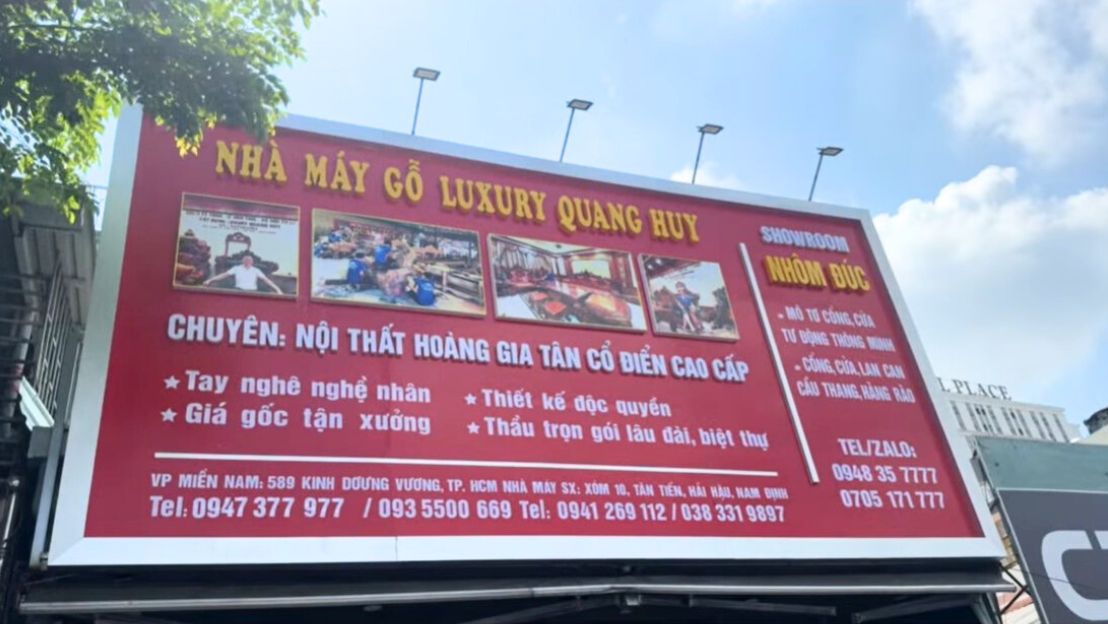 NHÀ MÁY GỖ LUXURY QUANG HUY
CHUYÊN: NỘI THẤT HOÀNG GIA TÂN CỔ ĐIỂN CAO CẤP
★ Tay nghề nghệ nhân
★ Giá gốc tận xưởng
★ Thiết kế độc quyền
★ Thầu trọn gói lâu đài, biệt thự
VP MIỀN NAM: 589 KINH DƯƠNG VƯƠNG, TP. HCM NHÀ MÁY SX: XÓM 10, TÂN TIẾN, HẢI HẬU, NAM ĐỊNH
Tel: 0947 377 977 / 093 5500 669 Tel: 0941 269 112 / 038 331 9897
SHOWROOM
NHÔM ĐÚC
• MÔ TƠ CỔNG, CỬA
TỰ ĐỘNG THÔNG MINH
• CỔNG, CỬA, LAN CAN
CẦU THANG, HÀNG RÀO
TEL/ZALO:
0948 35 7777
0705 171 777
L PLACE